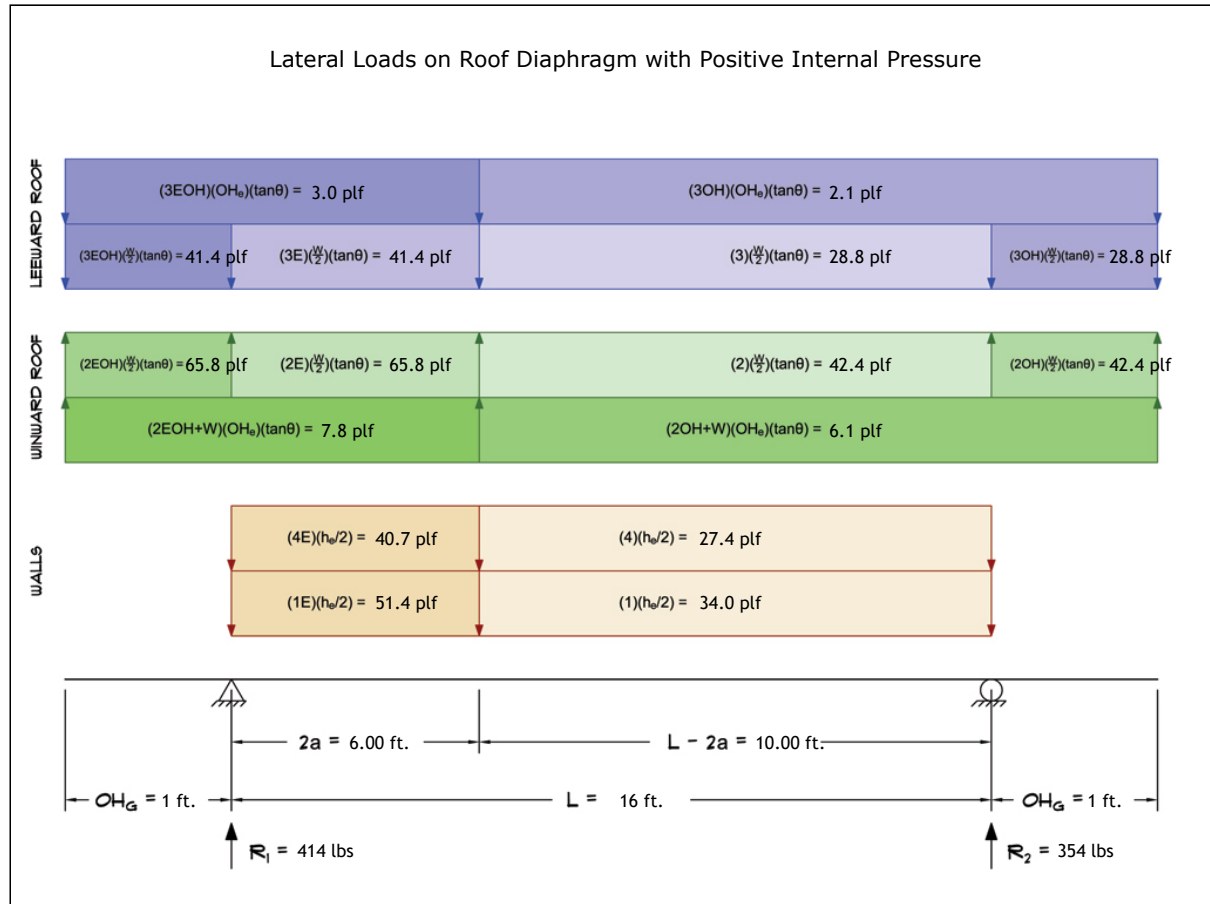 Lateral Loads on Roof Diaphragm with Positive Internal Pressure
LEEWARD ROOF
(3EOH)(OHₑ)(tanθ) = 3.0 plf
(3OH)(OHₑ)(tanθ) = 2.1 plf
(3EOH)(W/2)(tanθ) = 41.4 plf
(3E)(W/2)(tanθ) = 41.4 plf
(3)(W/2)(tanθ) = 28.8 plf
(3OH)(W/2)(tanθ) = 28.8 plf
WINWARD ROOF
(2EOH)(W/2)(tanθ) = 65.8 plf
(2E)(W/2)(tanθ) = 65.8 plf
(2)(W/2)(tanθ) = 42.4 plf
(2OH)(W/2)(tanθ) = 42.4 plf
(2EOH+W)(OHₑ)(tanθ) = 7.8 plf
(2OH+W)(OHₑ)(tanθ) = 6.1 plf
WALLS
(4E)(hₑ/2) = 40.7 plf
(4)(hₑ/2) = 27.4 plf
(1E)(hₑ/2) = 51.4 plf
(1)(hₑ/2) = 34.0 plf
2a = 6.00 ft.
L - 2a = 10.00 ft.
OH_G = 1 ft.
L = 16 ft.
OH_G = 1 ft.
R₁ = 414 lbs
R₂ = 354 lbs